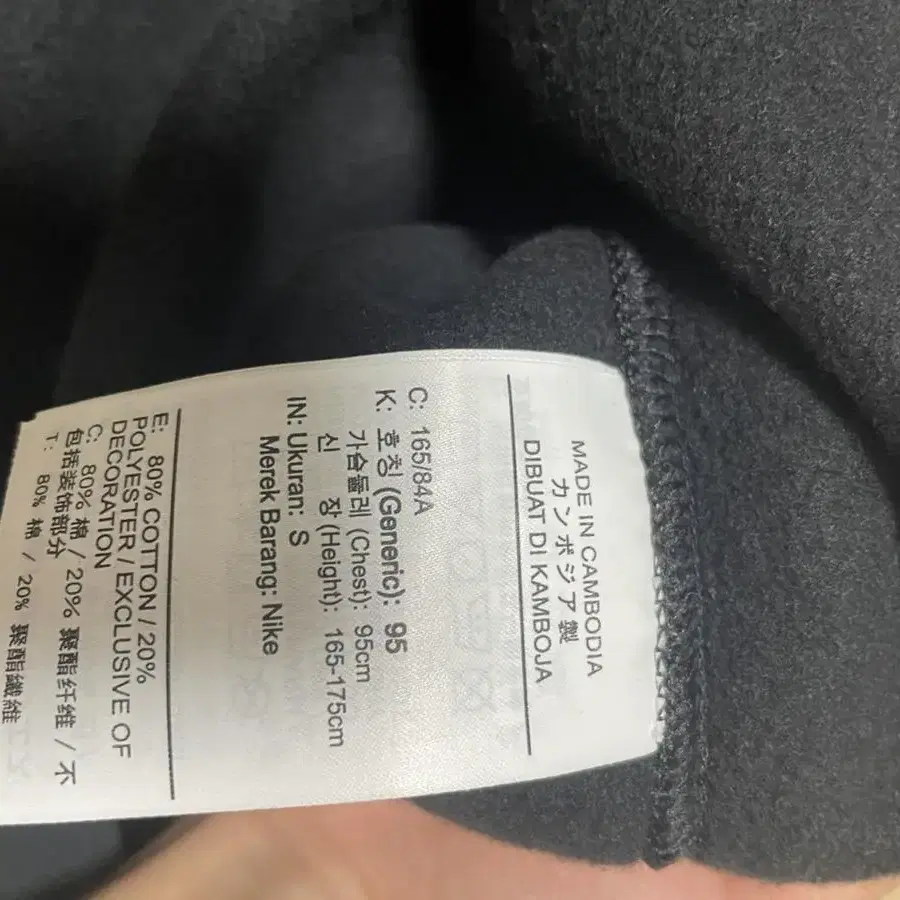 MADE IN CAMBODIA
カンボジア製
DIBUAT DI KAMBOJA
C: 165/84A
K: 호칭 (Generic): 95
가슴둘레 (Chest): 95cm
신 장 (Height): 165-175cm
IN: Ukuran: S
Merek Barang: Nike
E: 80% COTTON / 20%
POLYESTER / EXCLUSIVE OF
DECORATION
C: 80% 棉 / 20% 聚酯纤维 / 不
包括装饰部分
T: 80% 棉 / 20% 聚酯纖維